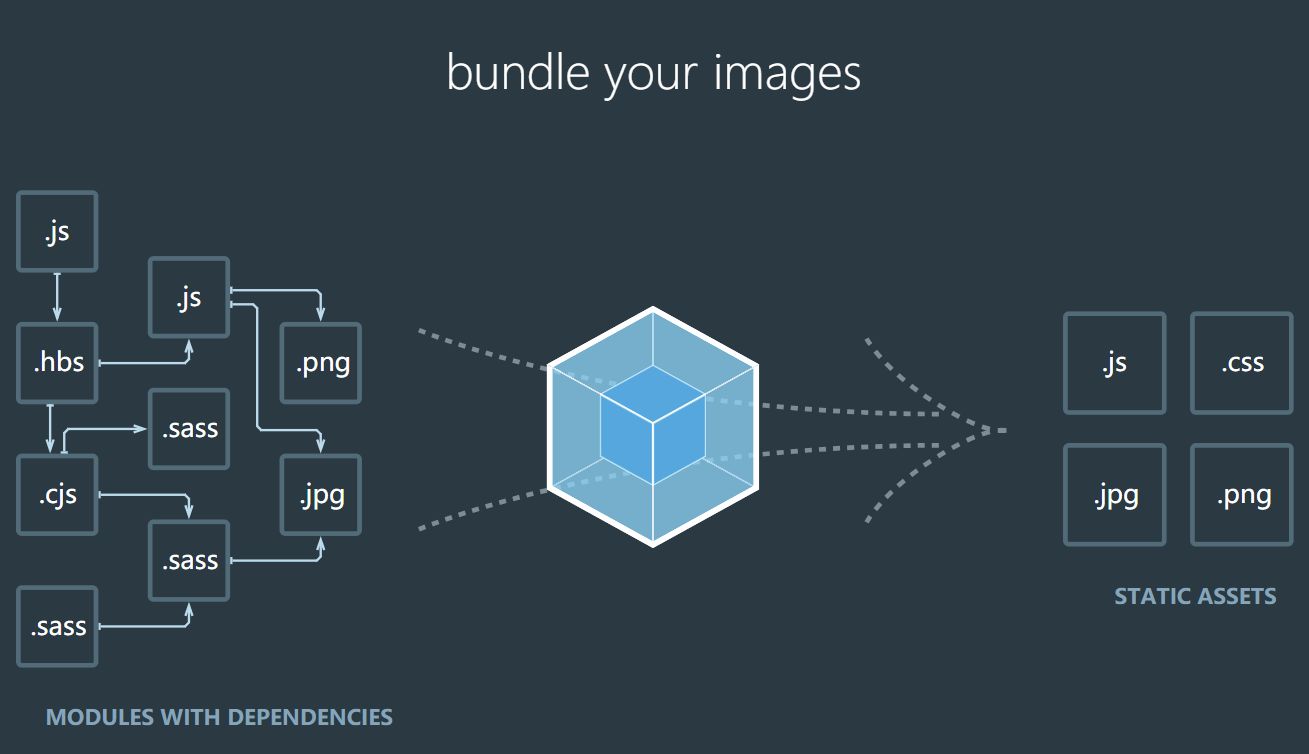 bundle your images
.js
.js
.hbs
.png
.sass
.cjs
.jpg
.sass
.sass
MODULES WITH DEPENDENCIES
.js
.css
.jpg
.png
STATIC ASSETS